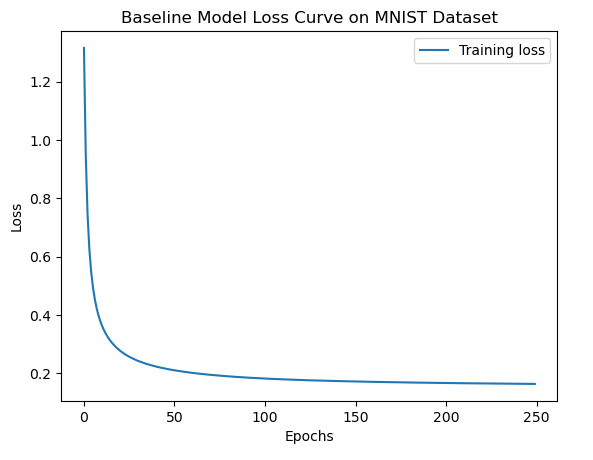 Baseline Model Loss Curve on MNIST Dataset
Training loss
1.2
1.0
0.8
0.6
0.4
0.2
Loss
0 50 100 150 200 250
Epochs